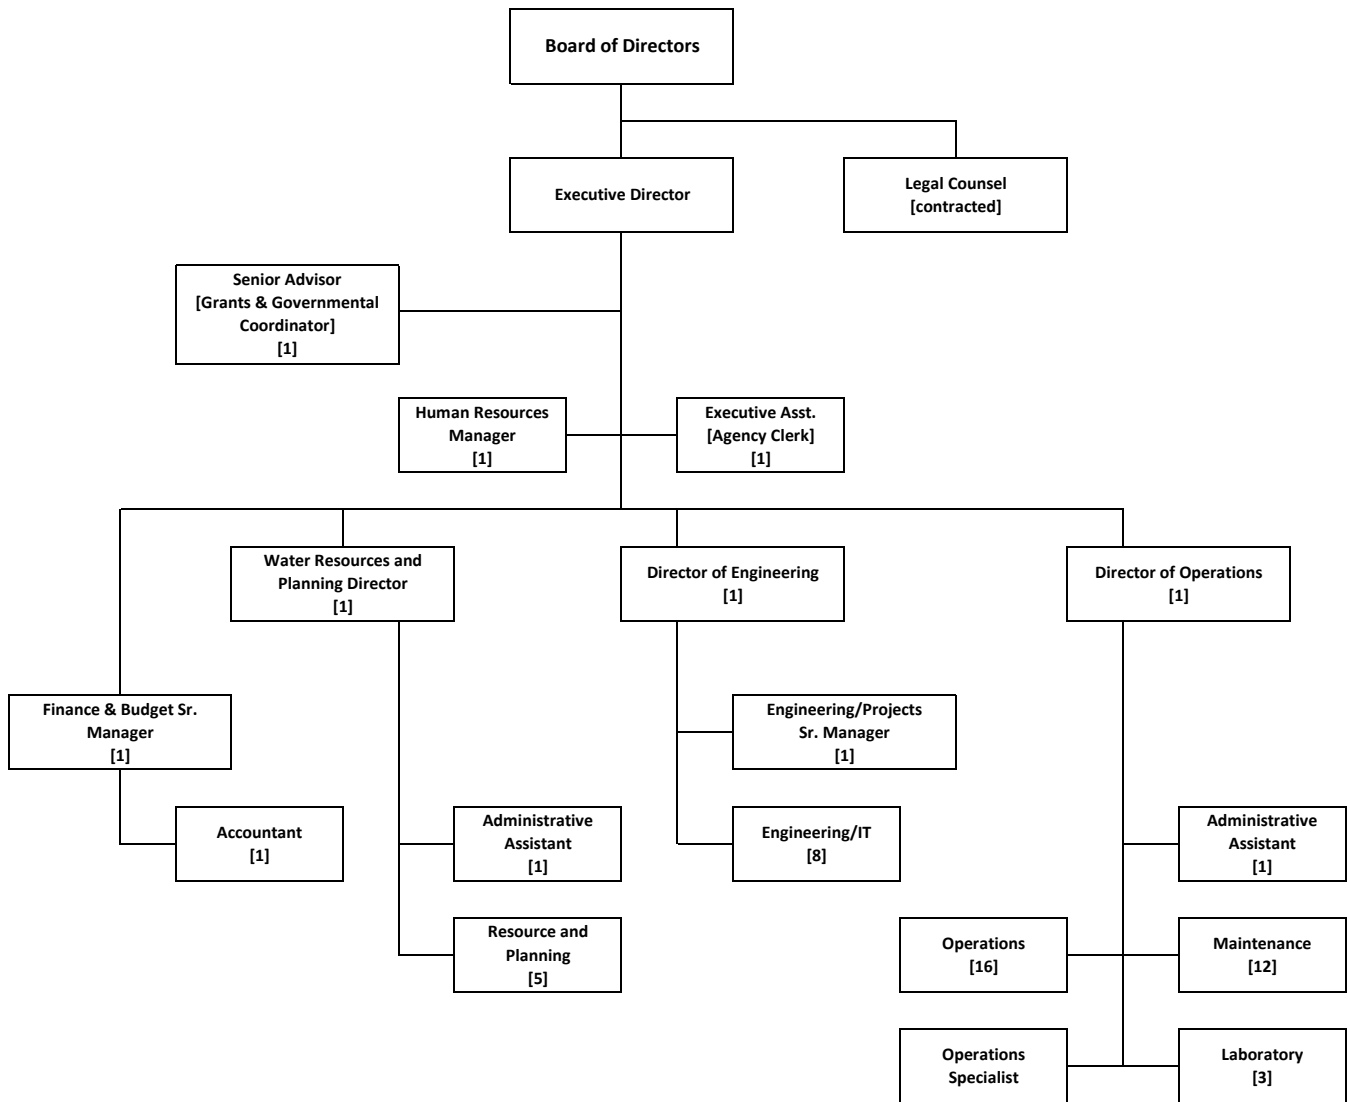 Board of Directors
Executive Director
Legal Counsel
[contracted]
Senior Advisor
[Grants & Governmental
Coordinator]
[1]
Human Resources
Manager
[1]
Executive Asst.
[Agency Clerk]
[1]
Water Resources and
Planning Director
[1]
Director of Engineering
[1]
Director of Operations
[1]
Finance & Budget Sr.
Manager
[1]
Engineering/Projects
Sr. Manager
[1]
Accountant
[1]
Administrative
Assistant
[1]
Engineering/IT
[8]
Administrative
Assistant
[1]
Resource and
Planning
[5]
Operations
[16]
Maintenance
[12]
Operations
Specialist
Laboratory
[3]